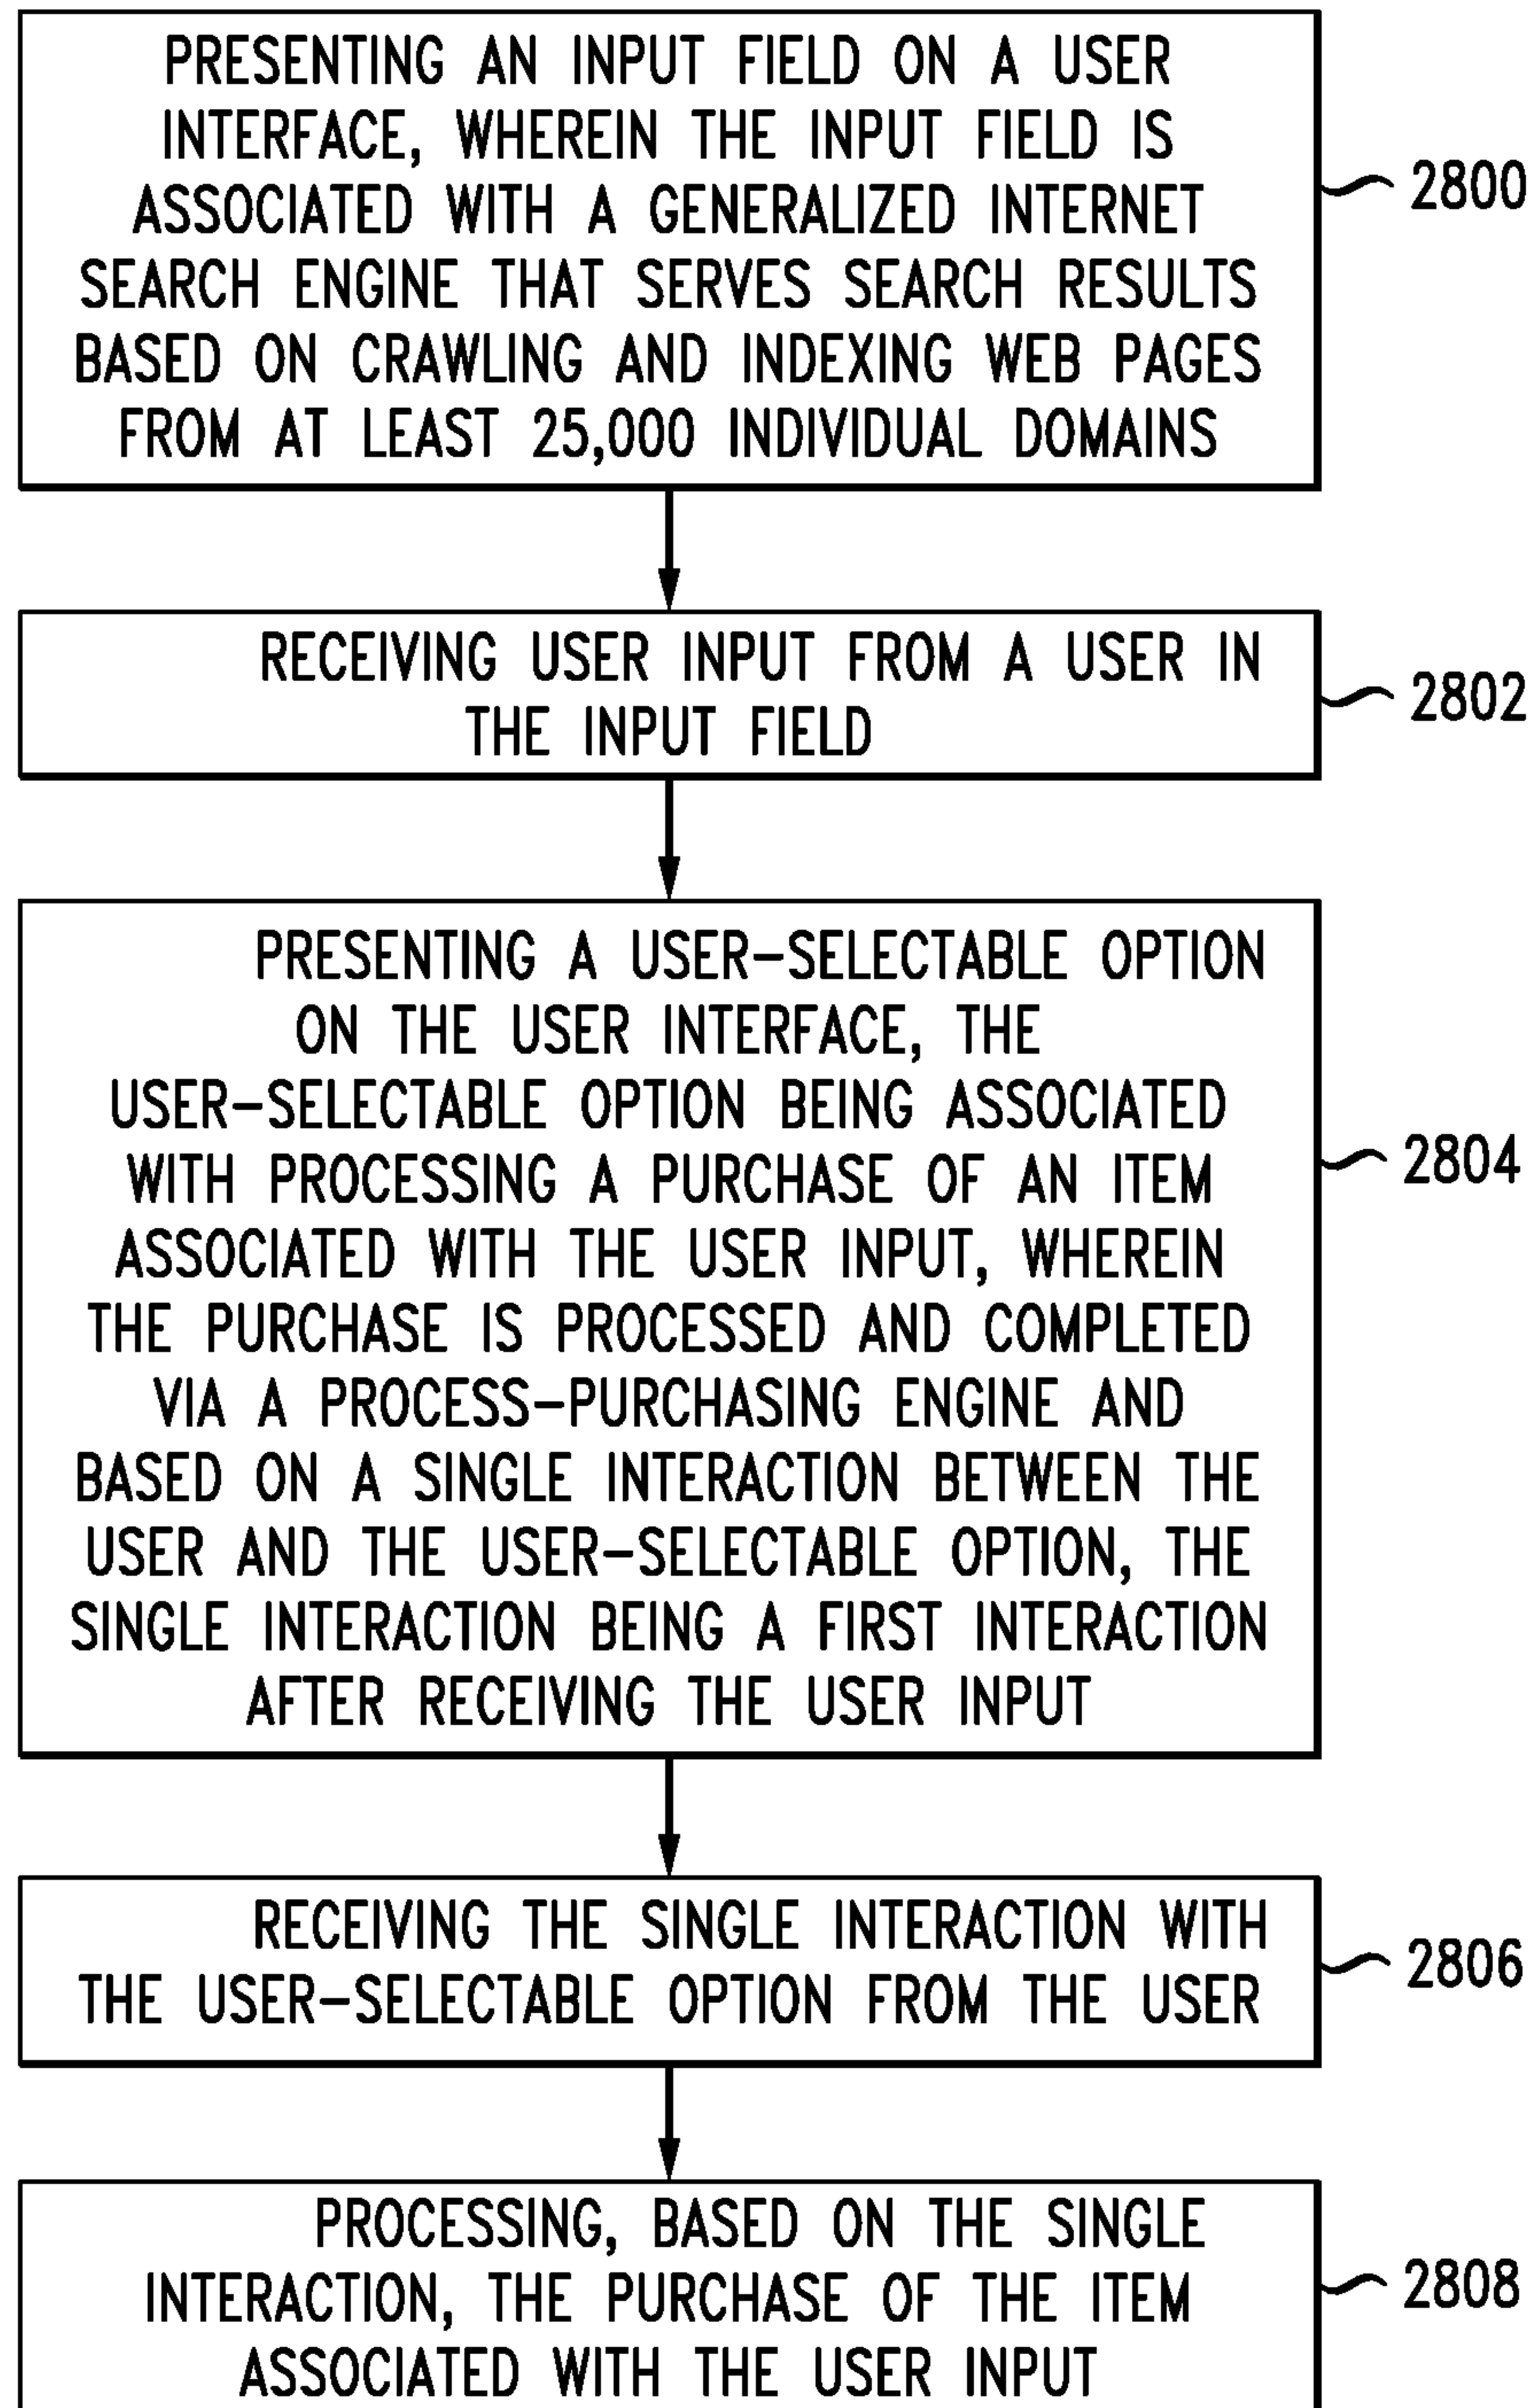 PRESENTING AN INPUT FIELD ON A USER
INTERFACE, WHEREIN THE INPUT FIELD IS
ASSOCIATED WITH A GENERALIZED INTERNET
SEARCH ENGINE THAT SERVES SEARCH RESULTS
BASED ON CRAWLING AND INDEXING WEB PAGES
FROM AT LEAST 25,000 INDIVIDUAL DOMAINS
2800
RECEIVING USER INPUT FROM A USER IN
THE INPUT FIELD
2802
PRESENTING A USER-SELECTABLE OPTION
ON THE USER INTERFACE, THE
USER-SELECTABLE OPTION BEING ASSOCIATED
WITH PROCESSING A PURCHASE OF AN ITEM
ASSOCIATED WITH THE USER INPUT, WHEREIN
THE PURCHASE IS PROCESSED AND COMPLETED
VIA A PROCESS-PURCHASING ENGINE AND
BASED ON A SINGLE INTERACTION BETWEEN THE
USER AND THE USER-SELECTABLE OPTION, THE
SINGLE INTERACTION BEING A FIRST INTERACTION
AFTER RECEIVING THE USER INPUT
2804
RECEIVING THE SINGLE INTERACTION WITH
THE USER-SELECTABLE OPTION FROM THE USER
2806
PROCESSING, BASED ON THE SINGLE
INTERACTION, THE PURCHASE OF THE ITEM
ASSOCIATED WITH THE USER INPUT
2808